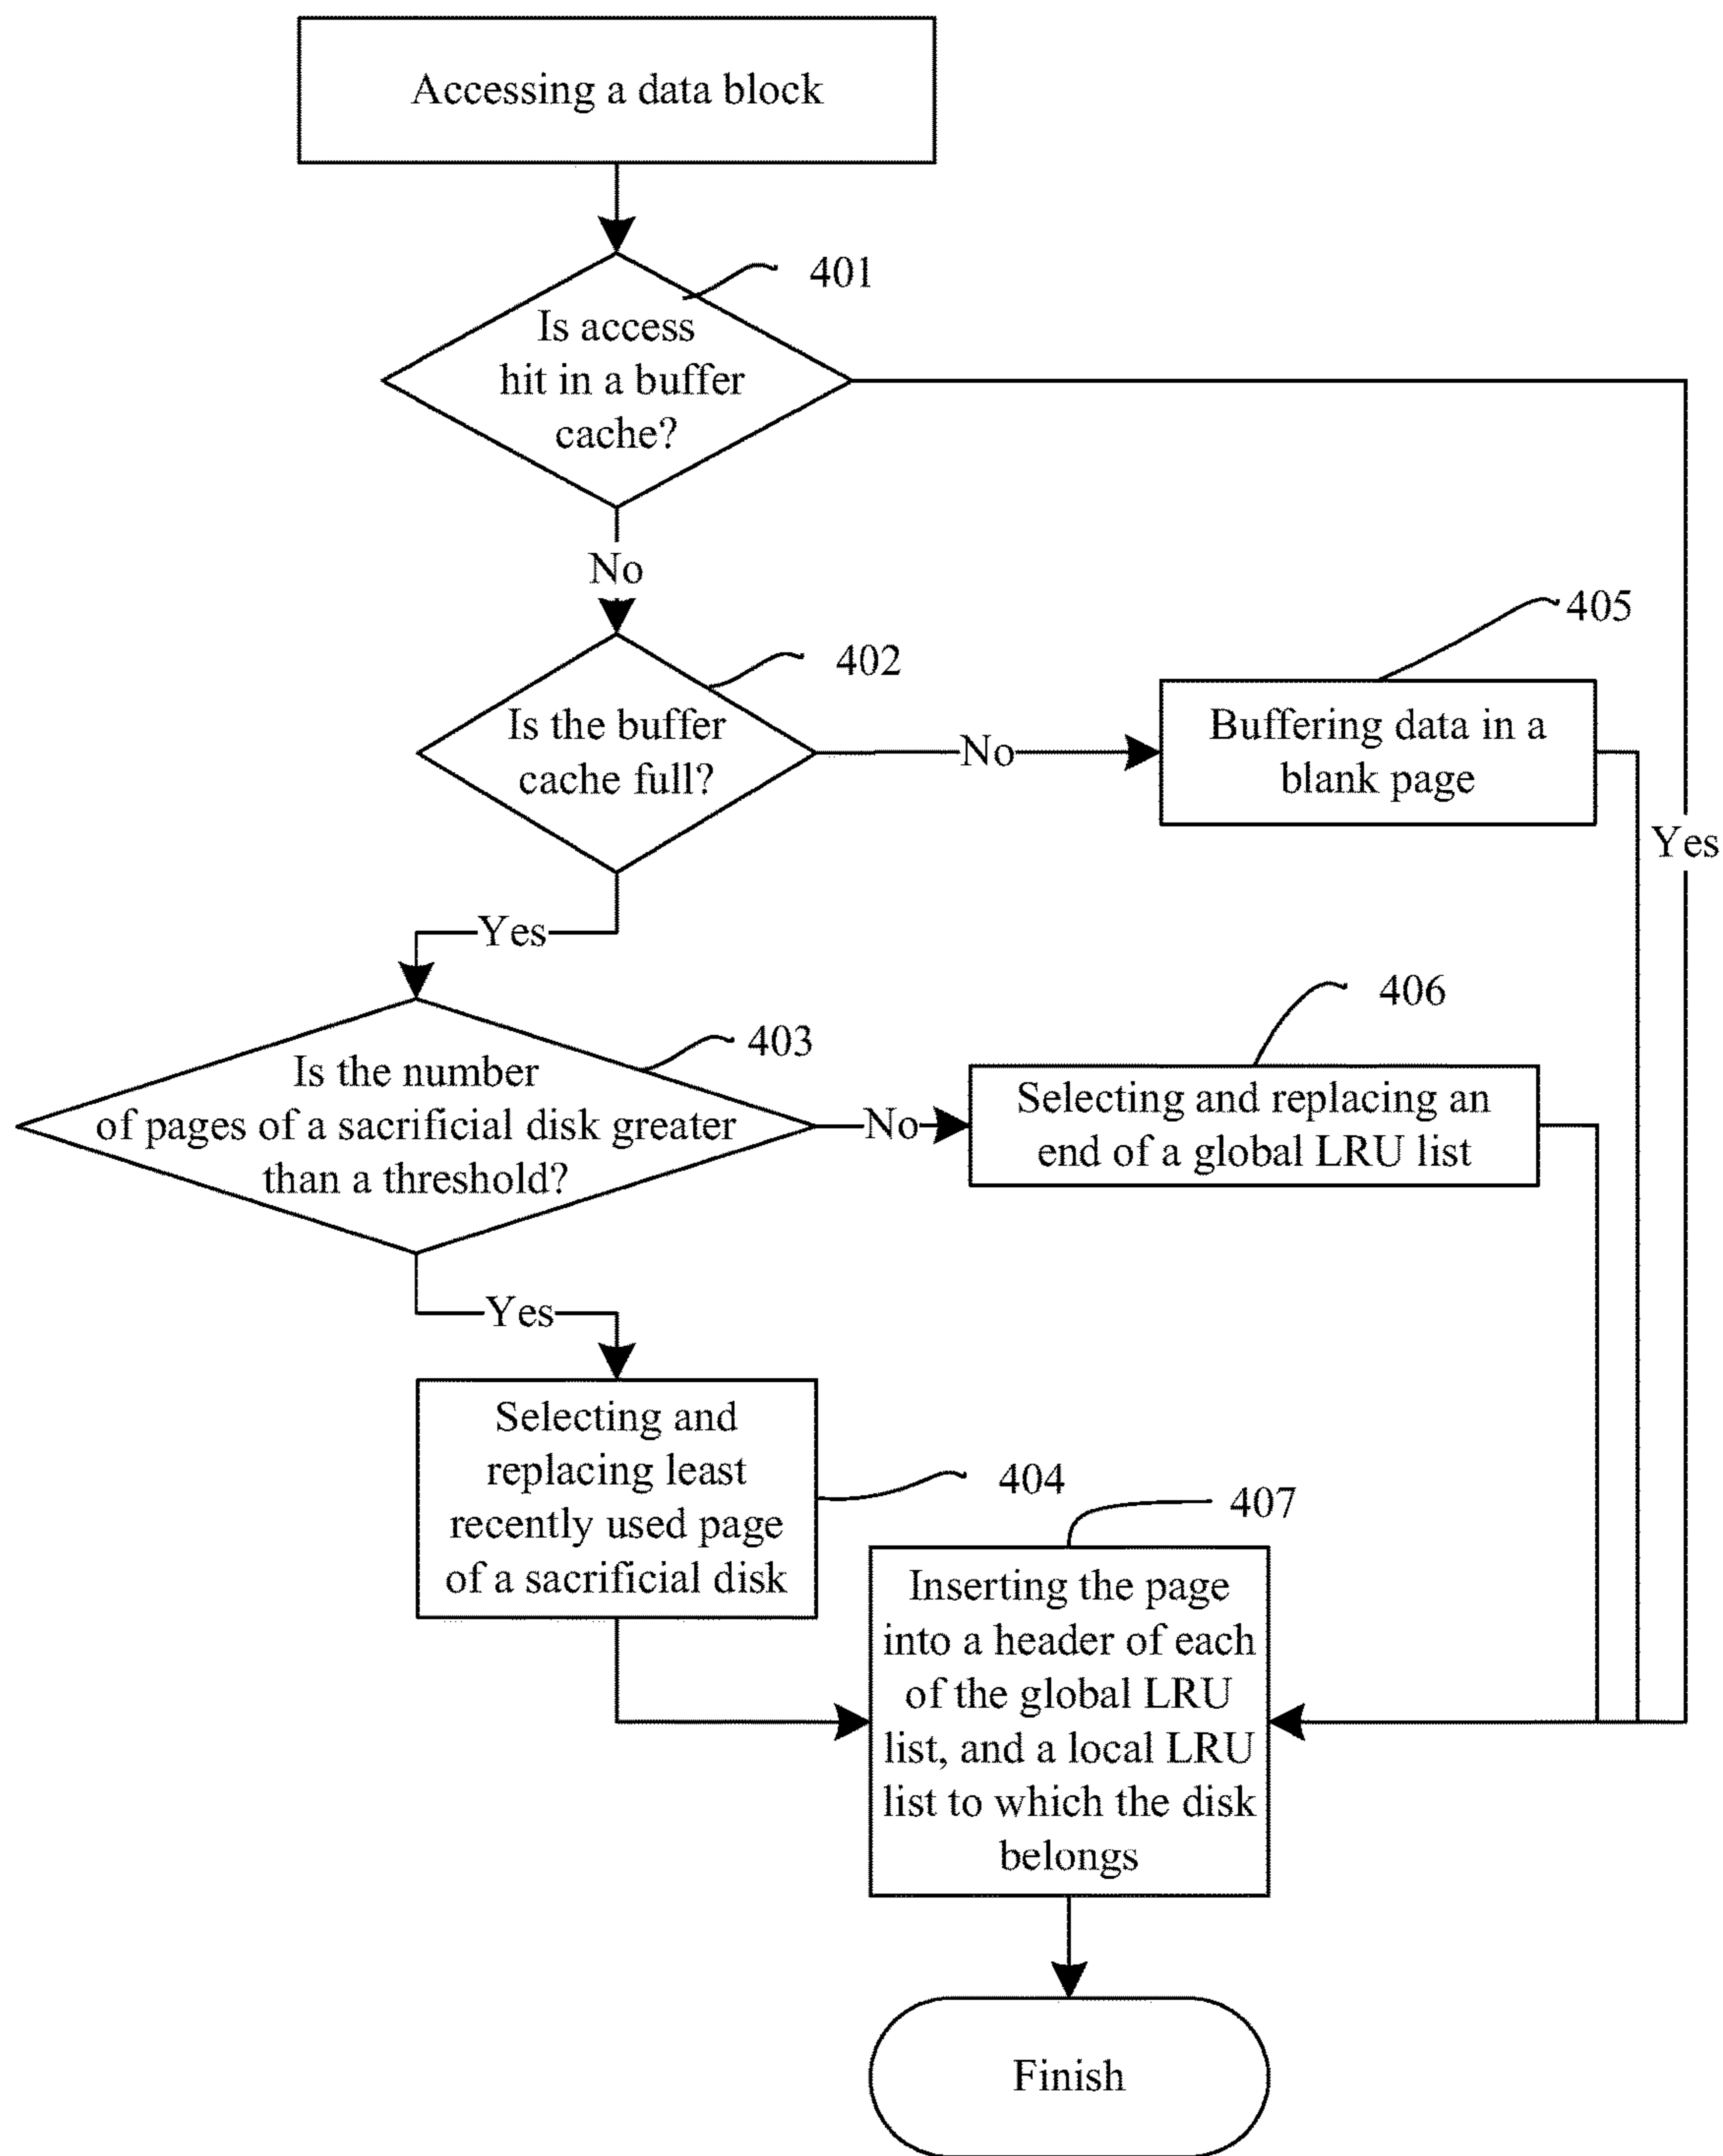 Accessing a data block
401
Is access
hit in a buffer
cache?
No
402
Is the buffer
cache full?
No
405
Buffering data in a
blank page
Yes
Yes
403
Is the number
of pages of a sacrificial disk greater
than a threshold?
No
406
Selecting and replacing an
end of a global LRU list
Yes
Selecting and
replacing least
recently used page
of a sacrificial disk
404
407
Inserting the page
into a header of each
of the global LRU
list, and a local LRU
list to which the disk
belongs
Finish